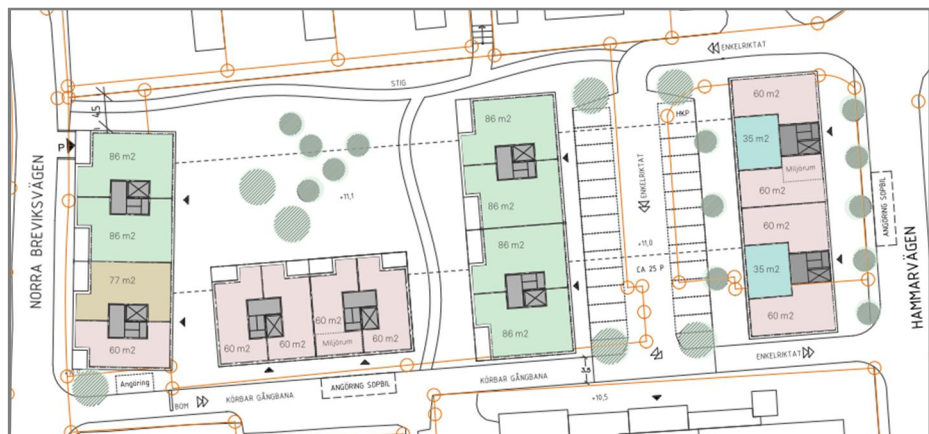 ENKELRIKTAT
STIG
45
P
86 m2
86 m2
77 m2
60 m2
NORRA BREVIKSVÄGEN
+11,1
60 m2
60 m2
60 m2
Miljörum
60 m2
86 m2
86 m2
86 m2
86 m2
HKP
ENKELRIKTAT
+11,0
CA 25 P
60 m2
35 m2
Miljörum
60 m2
60 m2
35 m2
60 m2
ANGÖRING SOPBIL
HAMMARVÄGEN
ENKELRIKTAT
Angöring
BOM
KÖRBAR GÅNGBANA
ANGÖRING SOPBIL
KÖRBAR GÅNGBANA
3,5
+10,5